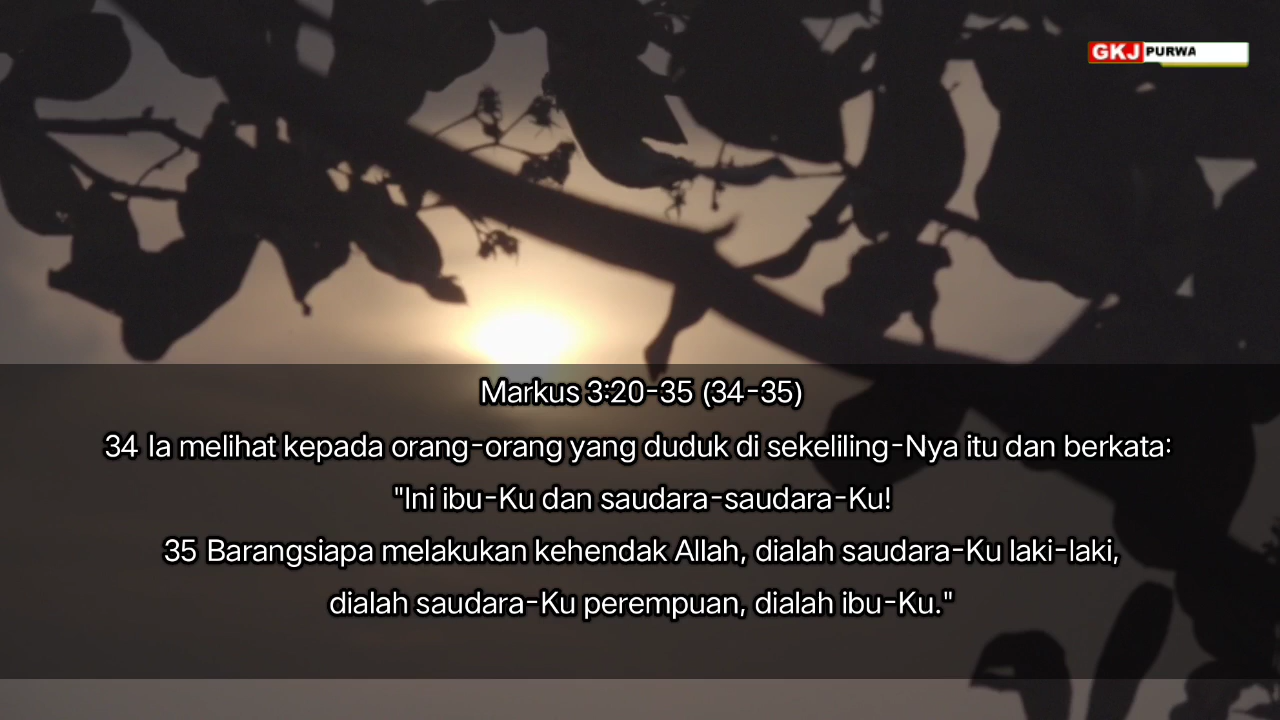 GKJ PURWA
Markus 3:20-35 (34-35)
34 Ia melihat kepada orang-orang yang duduk di sekeliling-Nya itu dan berkata:
"Ini ibu-Ku dan saudara-saudara-Ku!
35 Barangsiapa melakukan kehendak Allah, dialah saudara-Ku laki-laki,
dialah saudara-Ku perempuan, dialah ibu-Ku."